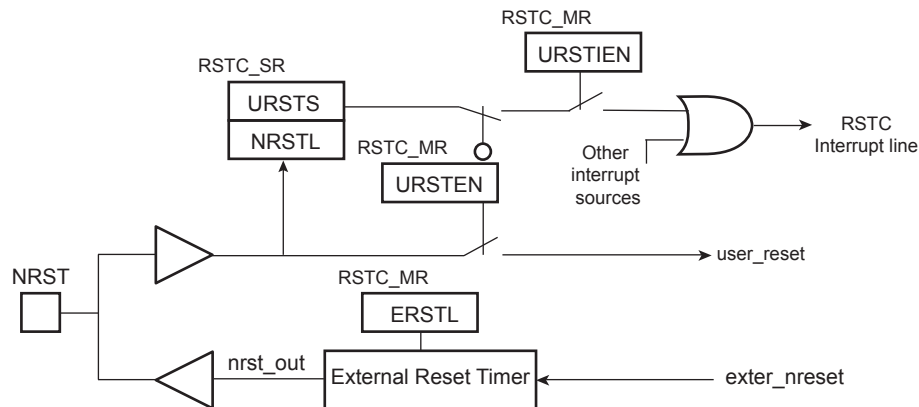 RSTC_MR
URSTIEN
RSTC_SR
URSTS
NRSTL
RSTC_MR
URSTEN
Other
interrupt
sources
RSTC
Interrupt line
user_reset
NRST
RSTC_MR
ERSTL
nrst_out
External Reset Timer
exter_nreset